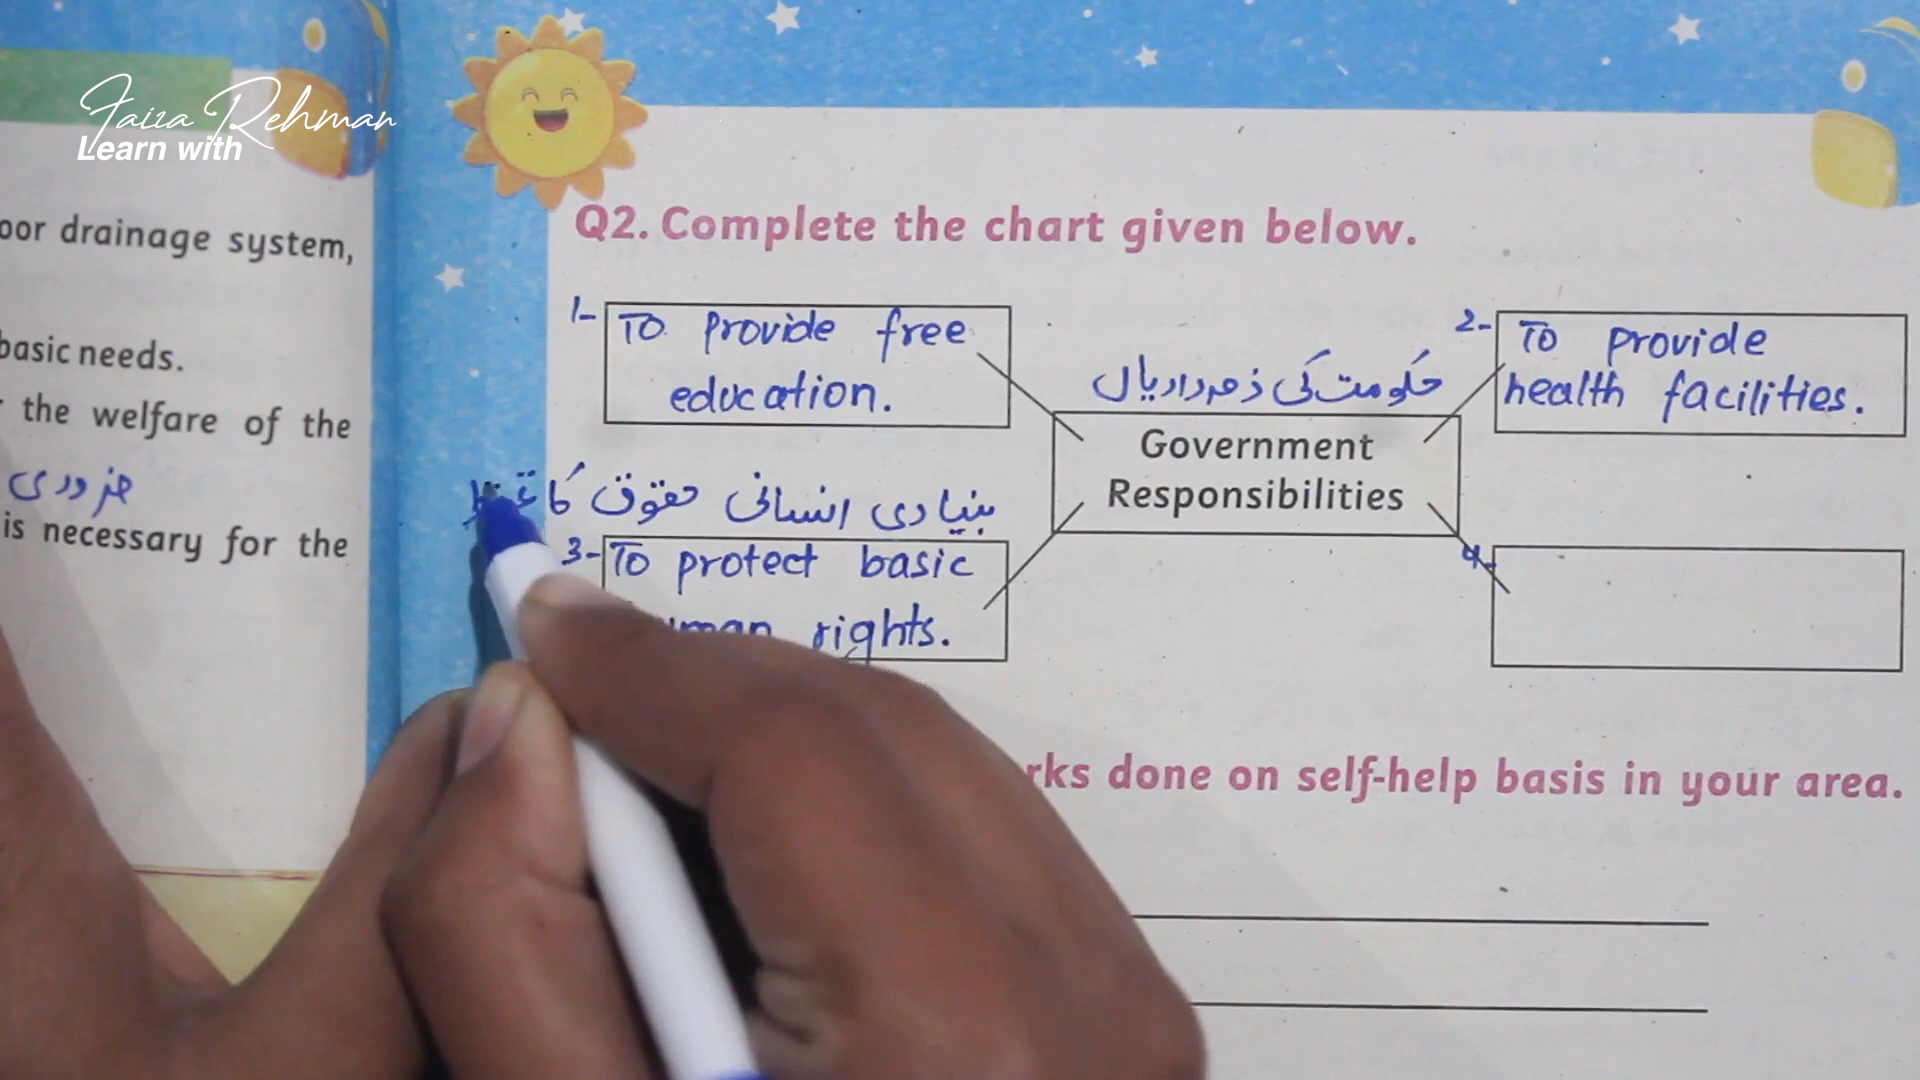 Faiza Rehman
Learn with
oor drainage system,
basic needs.
the welfare of the
ضروری
is necessary for the
Q2. Complete the chart given below.
1- To provide free
education.
2- To provide
health facilities.
حکومت کی ذمہ داریاں
Government
Responsibilities
بنیادی انسانی حقوق کا
3- To protect basic
rights.
4-
rks done on self-help basis in your area.